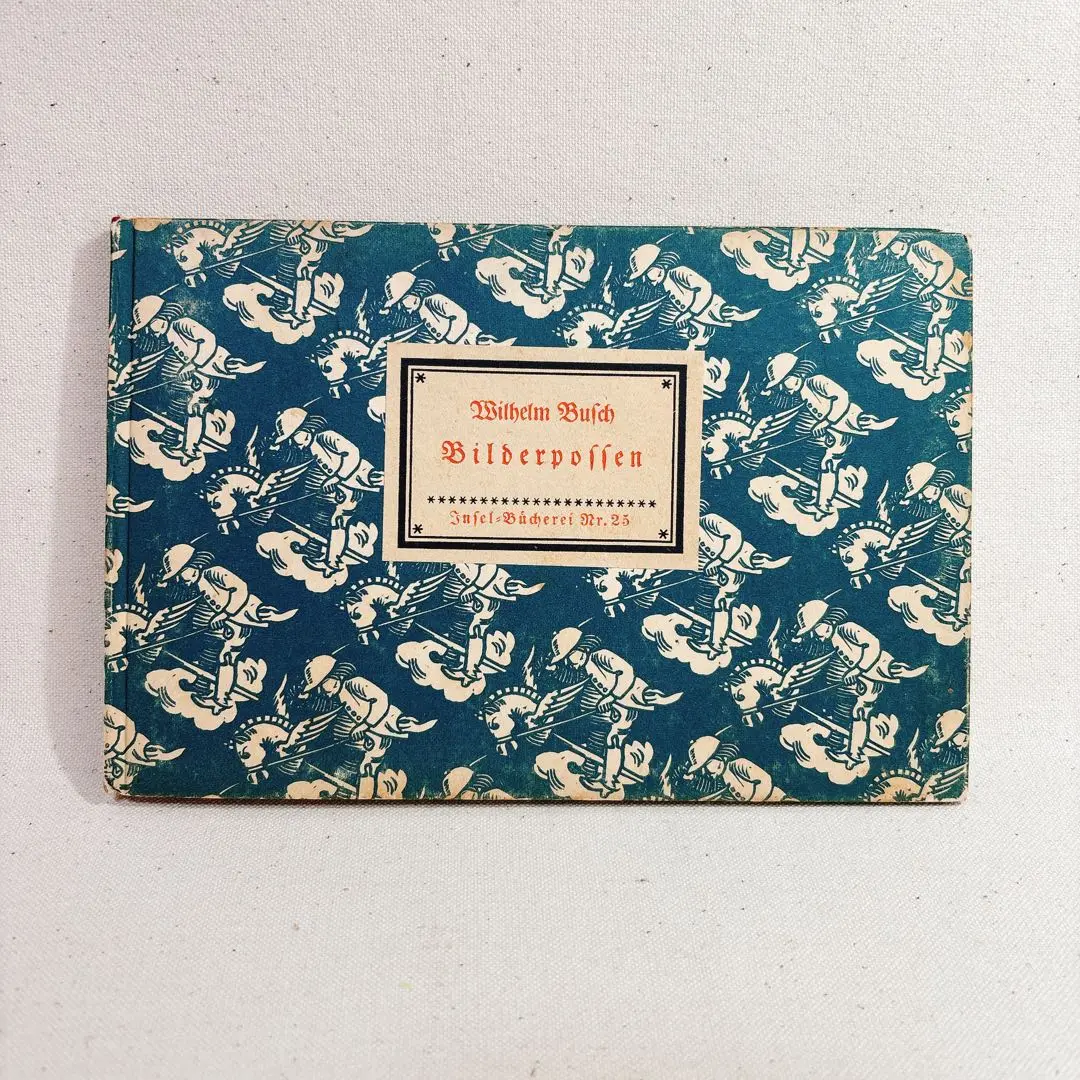 Wilhelm Buſch
Bilderpoſſen
**********************
Inſel-Bücherei Nr. 25